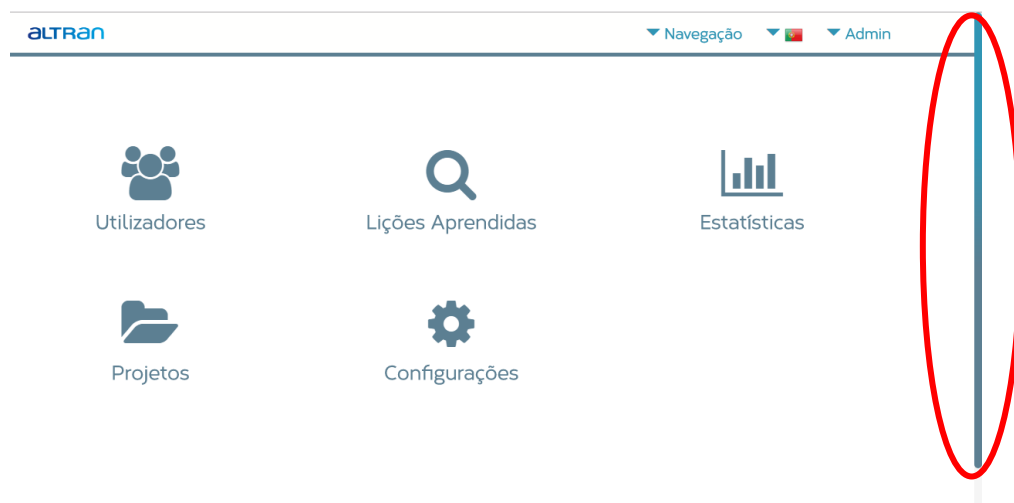 aLTRan
Navegação Admin
Utilizadores Lições Aprendidas Estatísticas
Projetos Configurações